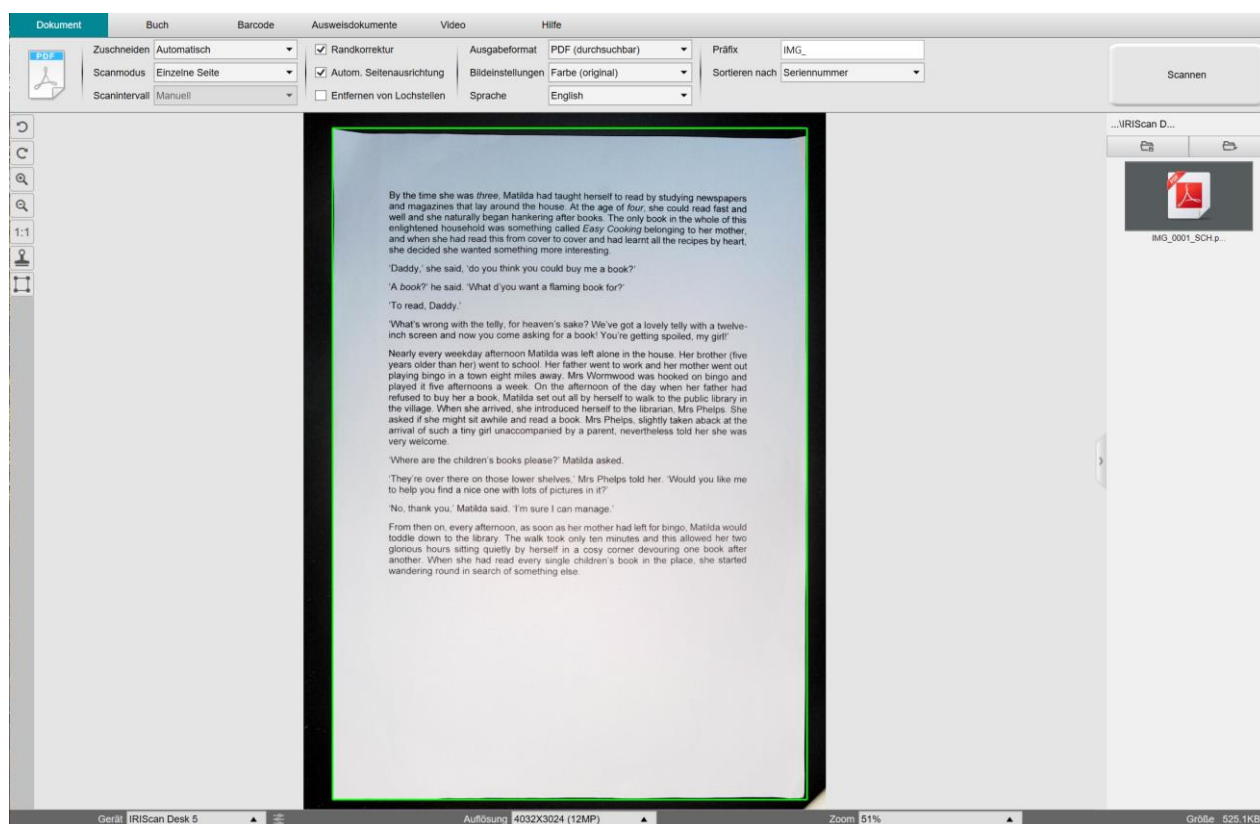 Dokument Buch Barcode Ausweisdokumente Video Hilfe
PDF
Zuschneiden Automatisch
Scanmodus Einzelne Seite
Scanintervall Manuell
Randkorrektur
Autom. Seitenausrichtung
Entfernen von Lochstellen
Ausgabeformat PDF (durchsuchbar)
Bildeinstellungen Farbe (original)
Sprache English
Präfix IMG_
Sortieren nach Seriennummer
Scannen
1:1
By the time she was three, Matilda had taught herself to read by studying newspapers
and magazines that lay around the house. At the age of four, she could read fast and
well and she naturally began hankering after books. The only book in the whole of this
enlightened household was something called Easy Cooking belonging to her mother,
and when she had read this from cover to cover and had learnt all the recipes by heart,
she decided she wanted something more interesting.
'Daddy,' she said, 'do you think you could buy me a book?'
'A book?' he said. 'What d'you want a flaming book for?'
'To read, Daddy.'
'What's wrong with the telly, for heaven's sake? We've got a lovely telly with a twelve-
inch screen and now you come asking for a book! You're getting spoiled, my girl!'
Nearly every weekday afternoon Matilda was left alone in the house. Her brother (five
years older than her) went to school. Her father went to work and her mother went out
playing bingo in a town eight miles away. Mrs Wormwood was hooked on bingo and
played it five afternoons a week. On the afternoon of the day when her father had
refused to buy her a book, Matilda set out all by herself to walk to the public library in
the village. When she arrived, she introduced herself to the librarian, Mrs Phelps. She
asked if she might sit awhile and read a book. Mrs Phelps, slightly taken aback at the
arrival of such a tiny girl unaccompanied by a parent, nevertheless told her she was
very welcome.
'Where are the children's books please?' Matilda asked.
'They're over there on those lower shelves,' Mrs Phelps told her. 'Would you like me
to help you find a nice one with lots of pictures in it?'
'No, thank you,' Matilda said. 'I'm sure I can manage.'
From then on, every afternoon, as soon as her mother had left for bingo, Matilda would
toddle down to the library. The walk took only ten minutes and this allowed her two
glorious hours sitting quietly by herself in a cosy corner devouring one book after
another. When she had read every single children's book in the place, she started
wandering round in search of something else.
...\IRIScan D...
IMG_0001_SCH.p...
Gerät IRIScan Desk 5
Auflösung 4032X3024 (12MP)
Zoom 51%
Größe 525.1KB